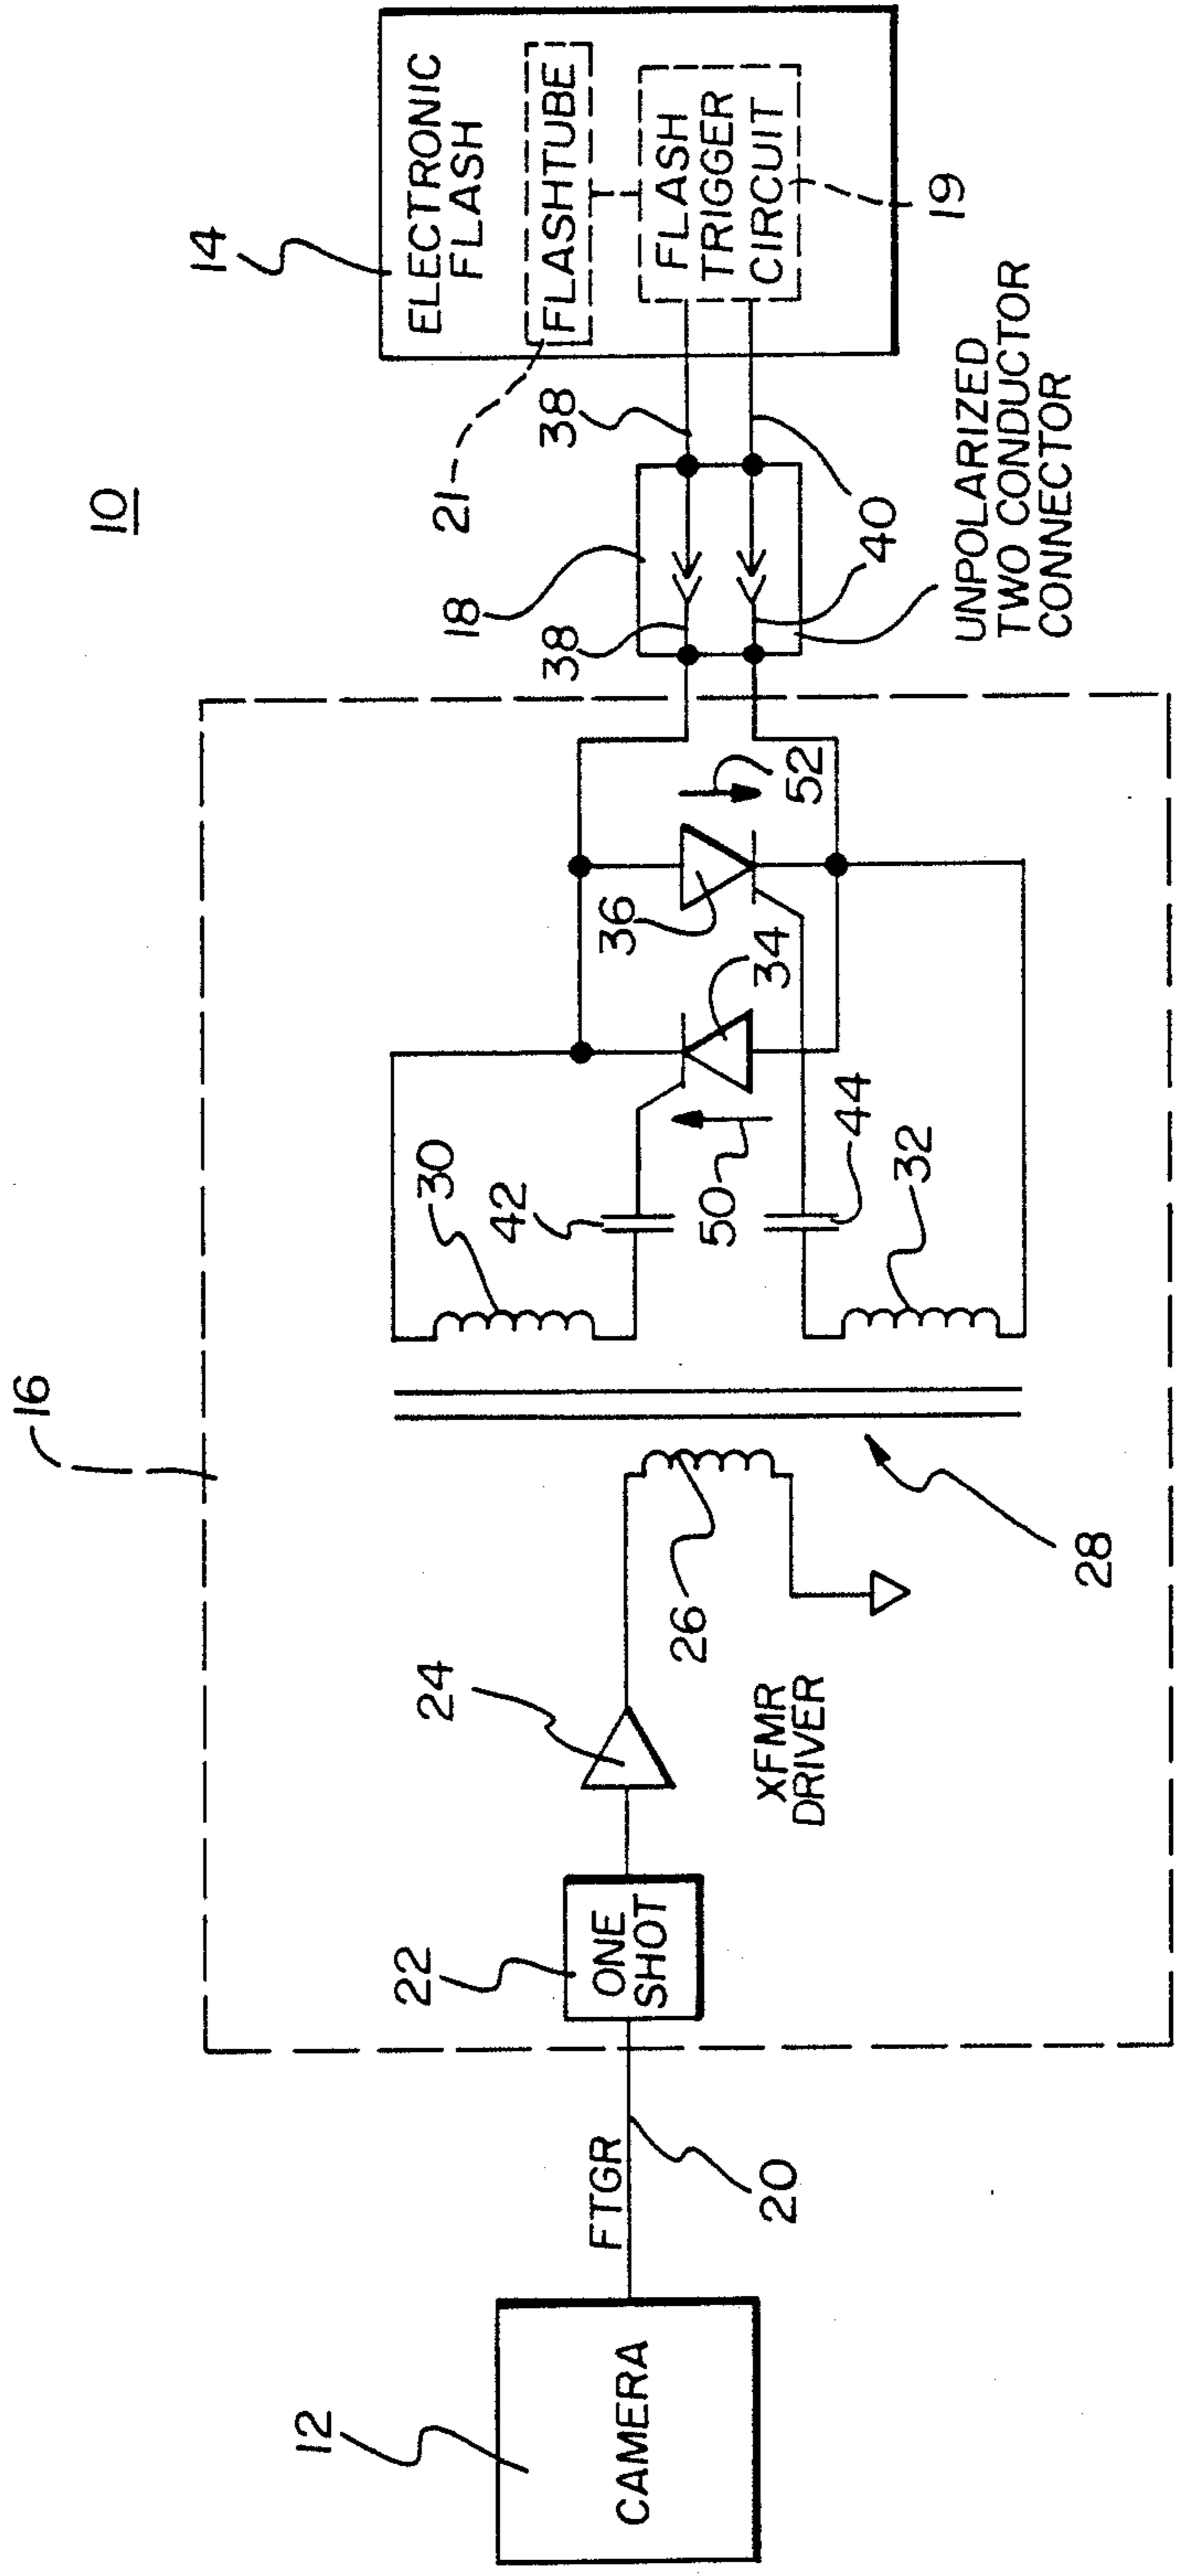 10
16
14
ELECTRONIC
FLASH
21
FLASHTUBE
FLASH
TRIGGER
CIRCUIT
19
18
38
38
40
UNPOLARIZED
TWO CONDUCTOR
CONNECTOR
12
CAMERA
FTGR
20
22
ONE
SHOT
24
XFMR
DRIVER
26
28
30
32
42
44
50
34
36
52